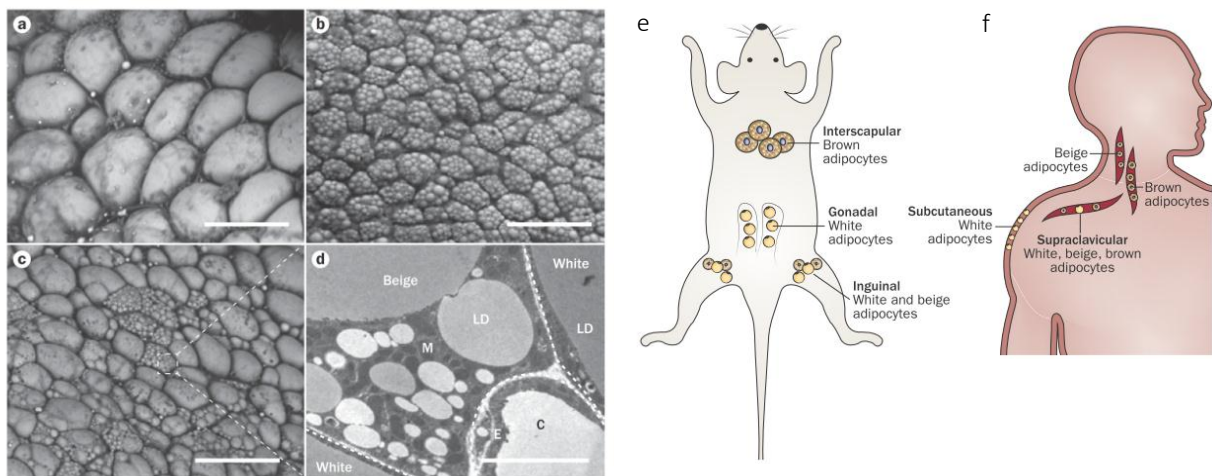 a
b
c
d
Beige
White
LD
LD
M
E
C
White
e
Interscapular
Brown
adipocytes
Gonadal
White
adipocytes
Inguinal
White and beige
adipocytes
f
Beige
adipocytes
Brown
adipocytes
Subcutaneous
White
adipocytes
Supraclavicular
White, beige, brown
adipocytes